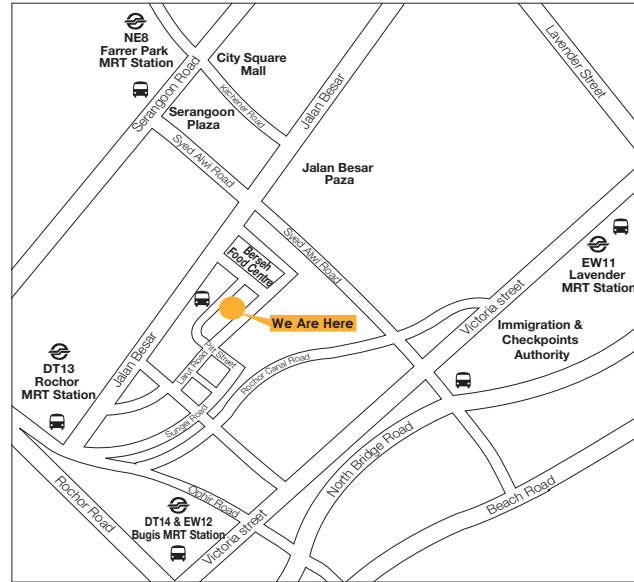 NE8
Farrer Park
MRT Station
City Square
Mall
Lavender Street
Serangoon Road
Kitchener Road
Jalan Besar
Serangoon
Plaza
Syed Alwi Road
Jalan Besar
Paza
Syed Alwi Road
Berseh
Food Centre
EW11
Lavender
MRT Station
We Are Here
Victoria street
Immigration &
Checkpoints
Authority
Pitt Street
Larut Road
Rochor Canal Road
Jalan Besar
DT13
Rochor
MRT Station
Sungei Road
North Bridge Road
Beach Road
Rochor Road
Ophir Road
DT14 & EW12
Bugis MRT Station
Victoria street